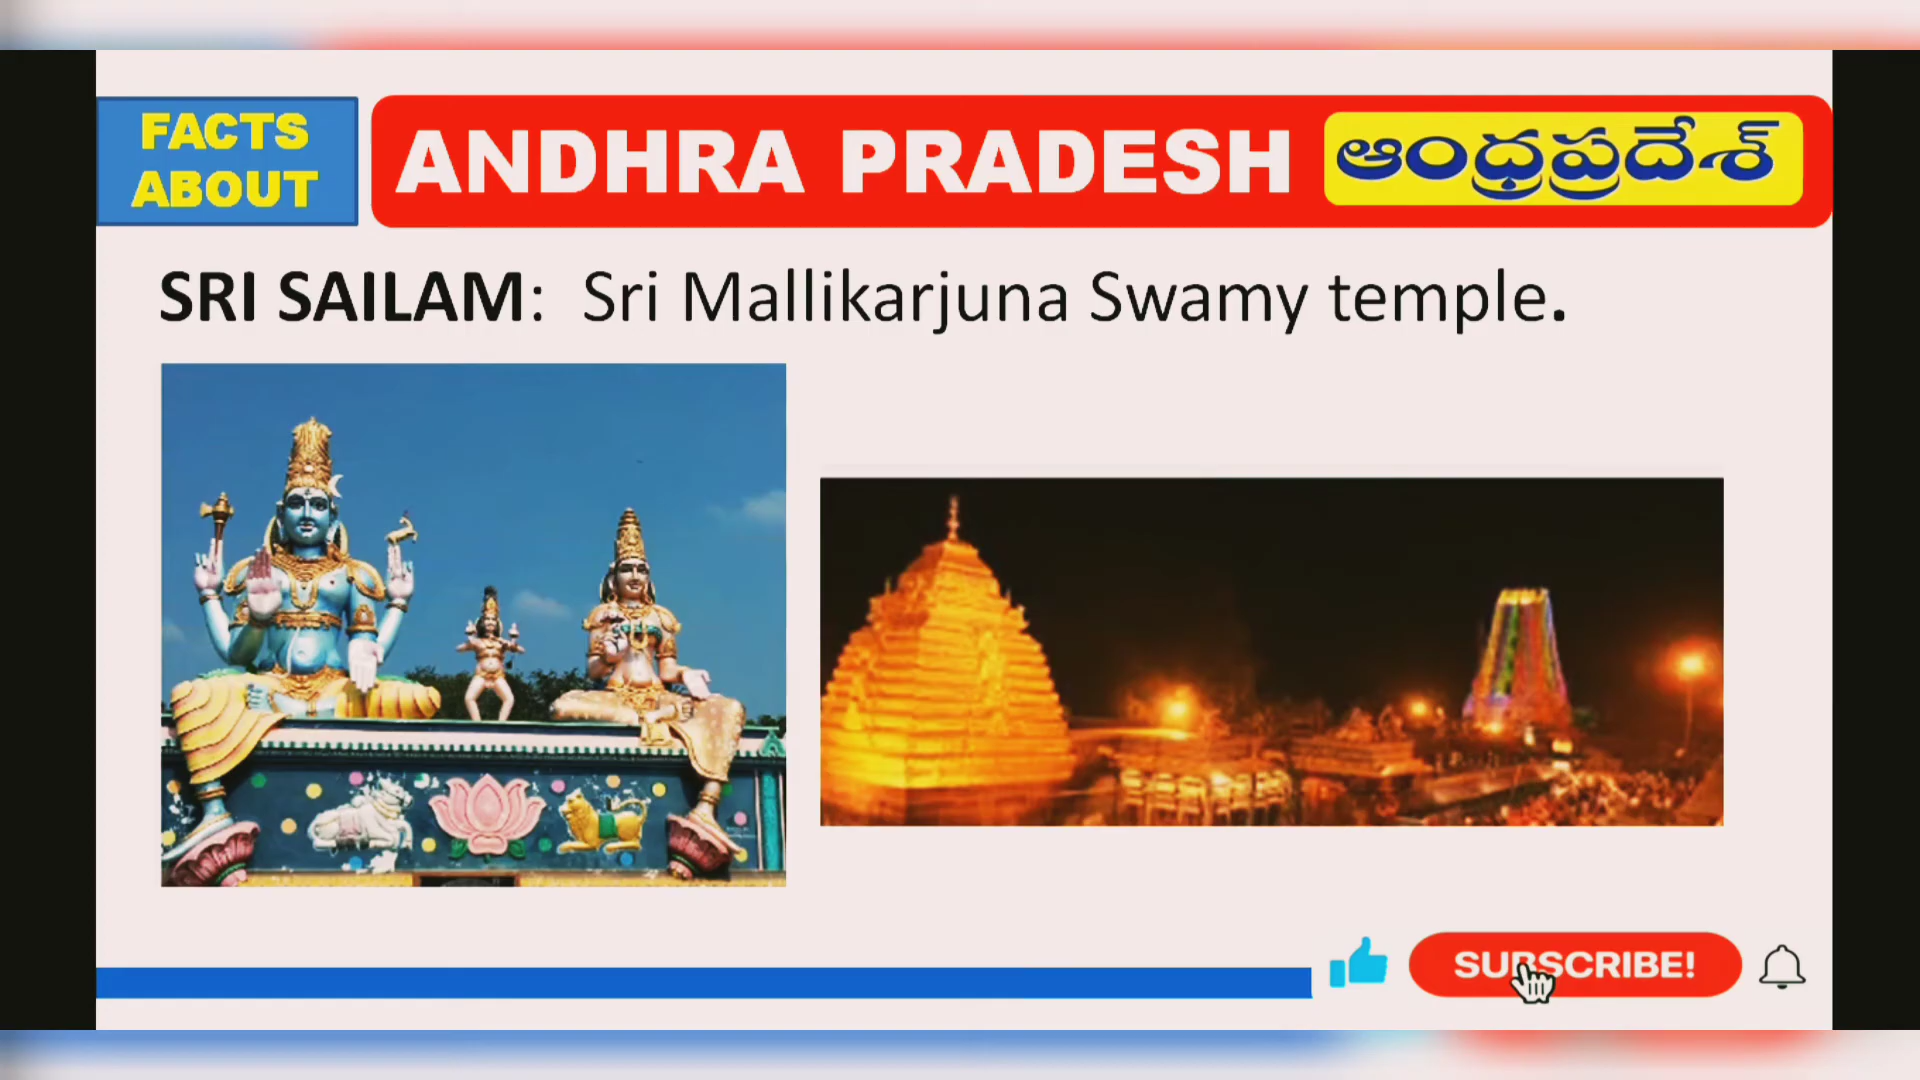 FACTS
ABOUT
ANDHRA PRADESH
ఆంధ్రప్రదేశ్
SRI SAILAM: Sri Mallikarjuna Swamy temple.
SUBSCRIBE!